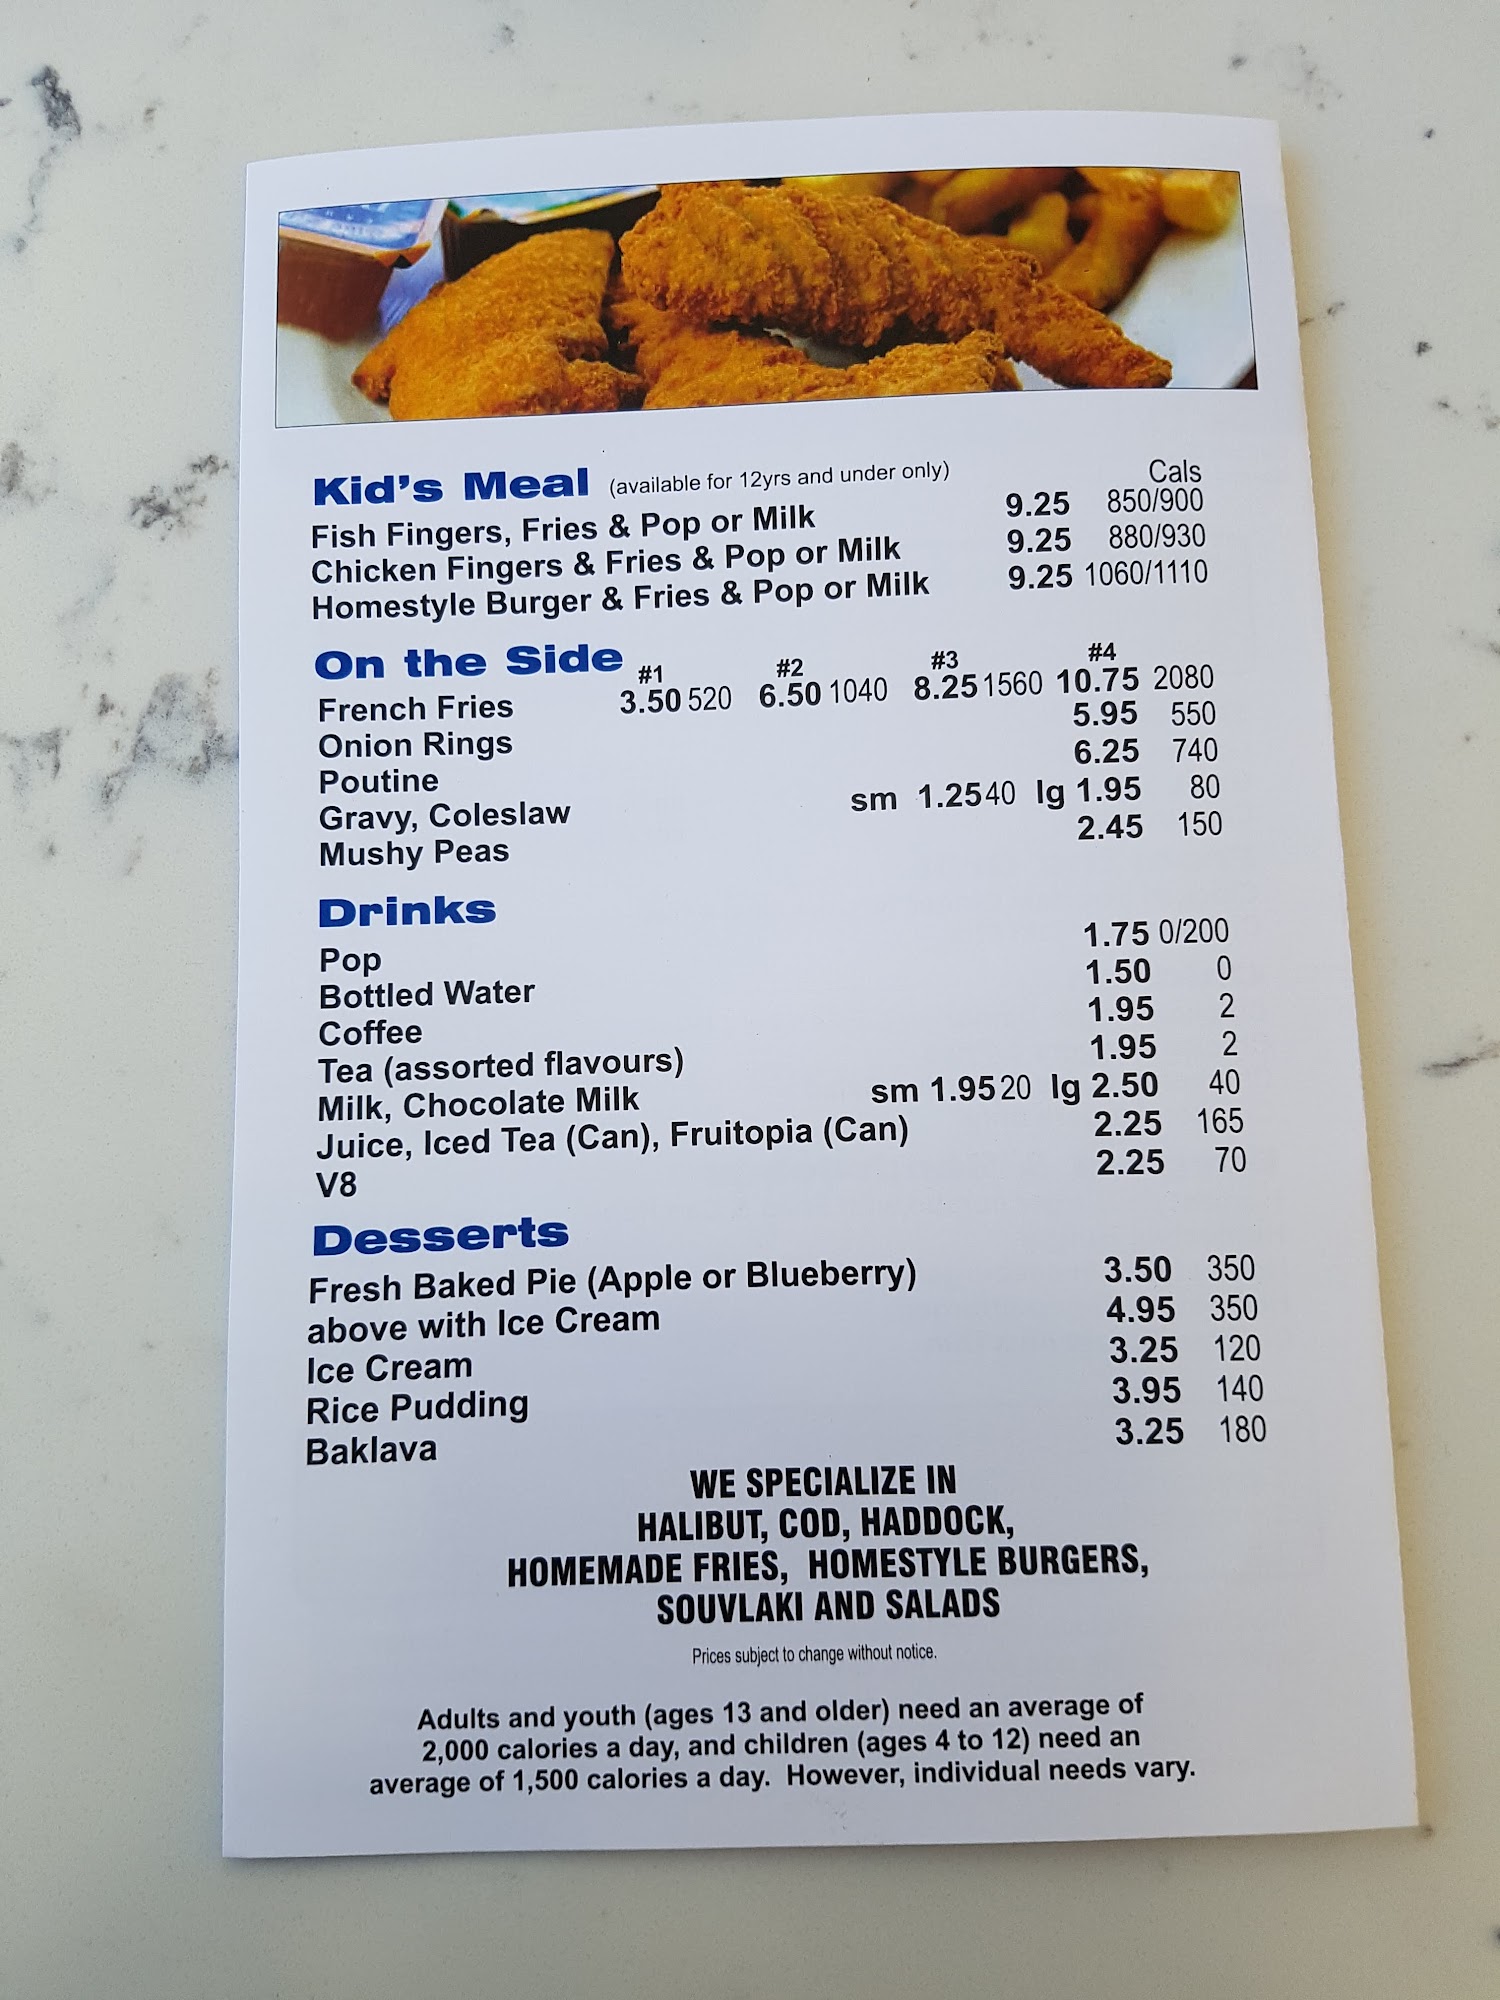 Kid's Meal (available for 12yrs and under only) Cals
Fish Fingers, Fries & Pop or Milk 9.25 850/900
Chicken Fingers & Fries & Pop or Milk 9.25 880/930
Homestyle Burger & Fries & Pop or Milk 9.25 1060/1110
On the Side #1 #2 #3 #4
French Fries 3.50 520 6.50 1040 8.25 1560 10.75 2080
Onion Rings 5.95 550
Poutine 6.25 740
Gravy, Coleslaw sm 1.25 40 lg 1.95 80
Mushy Peas 2.45 150
Drinks
Pop 1.75 0/200
Bottled Water 1.50 0
Coffee 1.95 2
Tea (assorted flavours) 1.95 2
Milk, Chocolate Milk sm 1.95 20 lg 2.50 40
Juice, Iced Tea (Can), Fruitopia (Can) 2.25 165
V8 2.25 70
Desserts
Fresh Baked Pie (Apple or Blueberry) 3.50 350
above with Ice Cream 4.95 350
Ice Cream 3.25 120
Rice Pudding 3.95 140
Baklava 3.25 180
WE SPECIALIZE IN
HALIBUT, COD, HADDOCK,
HOMEMADE FRIES, HOMESTYLE BURGERS,
SOUVLAKI AND SALADS
Prices subject to change without notice.
Adults and youth (ages 13 and older) need an average of
2,000 calories a day, and children (ages 4 to 12) need an
average of 1,500 calories a day. However, individual needs vary.